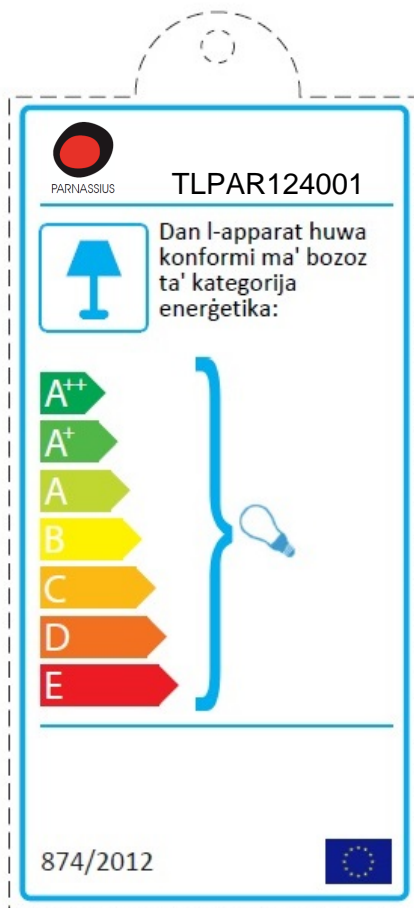 PARNASSIUS
TLPAR124001
Dan l-apparat huwa
konformi ma' bozoz
ta' kategorija
enerġetika:
A++
A+
A
B
C
D
E
874/2012